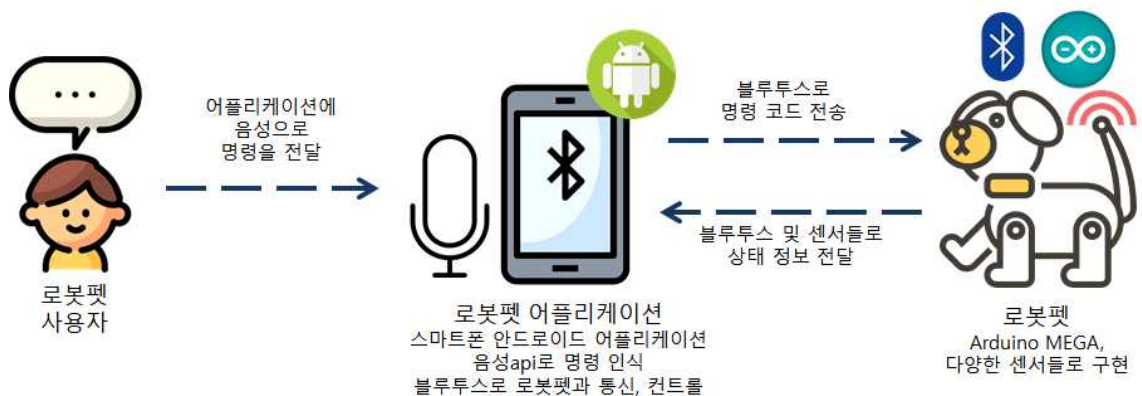 ...
어플리케이션에
음성으로
명령을 전달
로봇펫
사용자
로봇펫 어플리케이션
스마트폰 안드로이드 어플리케이션
음성api로 명령 인식
블루투스로 로봇펫과 통신, 컨트롤
블루투스로
명령 코드 전송
블루투스 및 센서들로
상태 정보 전달
로봇펫
Arduino MEGA,
다양한 센서들로 구현